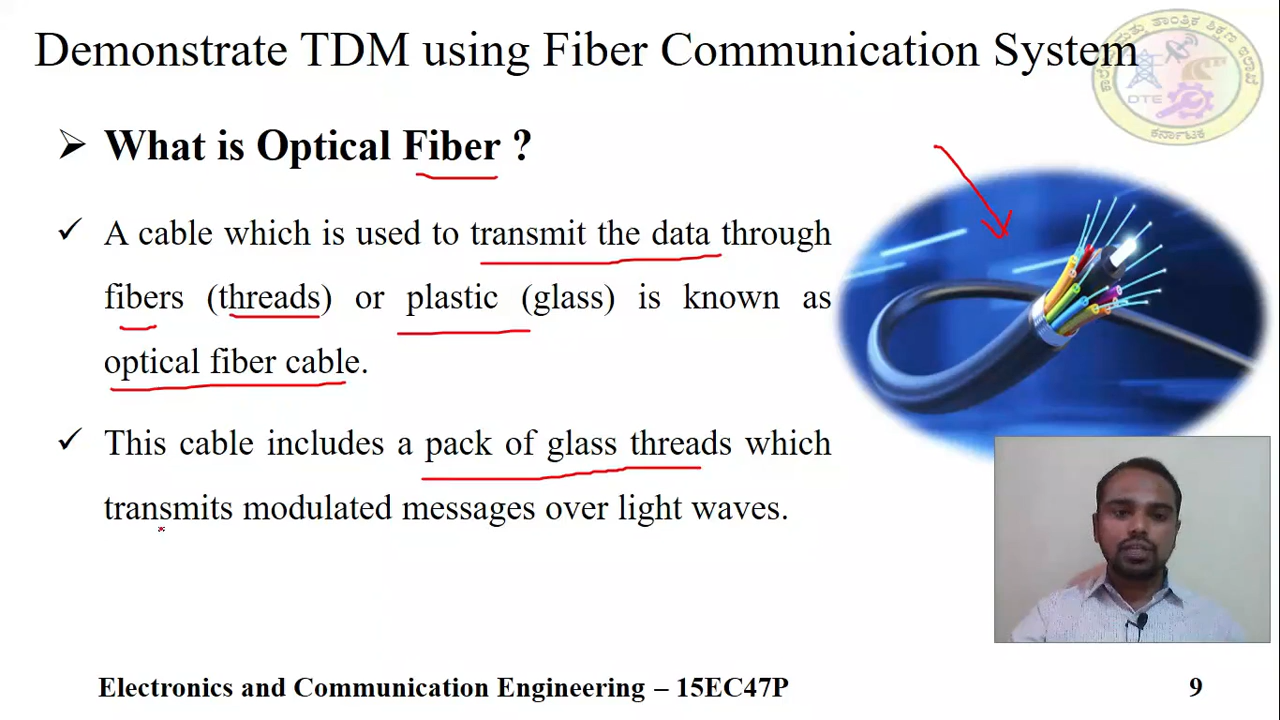 Demonstrate TDM using Fiber Communication System
➢ What is Optical Fiber ?
✓ A cable which is used to transmit the data through
fibers (threads) or plastic (glass) is known as
optical fiber cable.
✓ This cable includes a pack of glass threads which
transmits modulated messages over light waves.
DTE
ಕರ್ನಾಟಕ
Electronics and Communication Engineering – 15EC47P
9